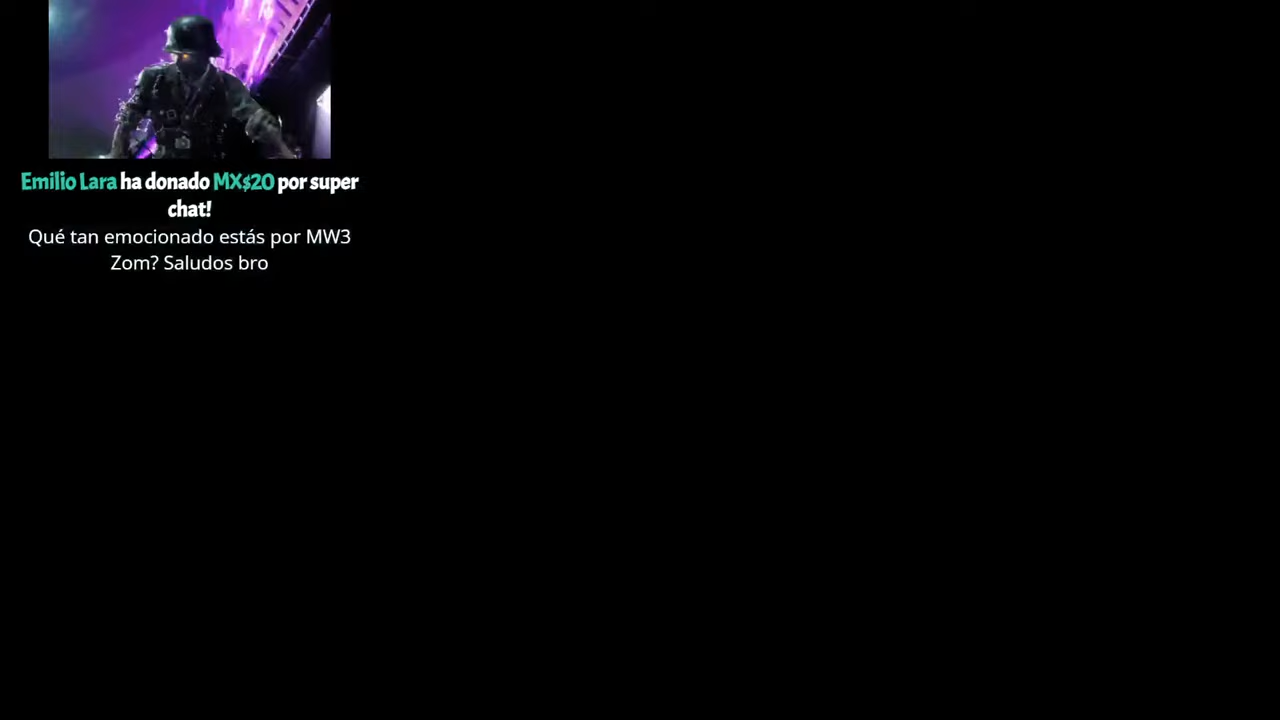 Emilio Lara ha donado MX$20 por super
chat!
Qué tan emocionado estás por MW3
Zom? Saludos bro